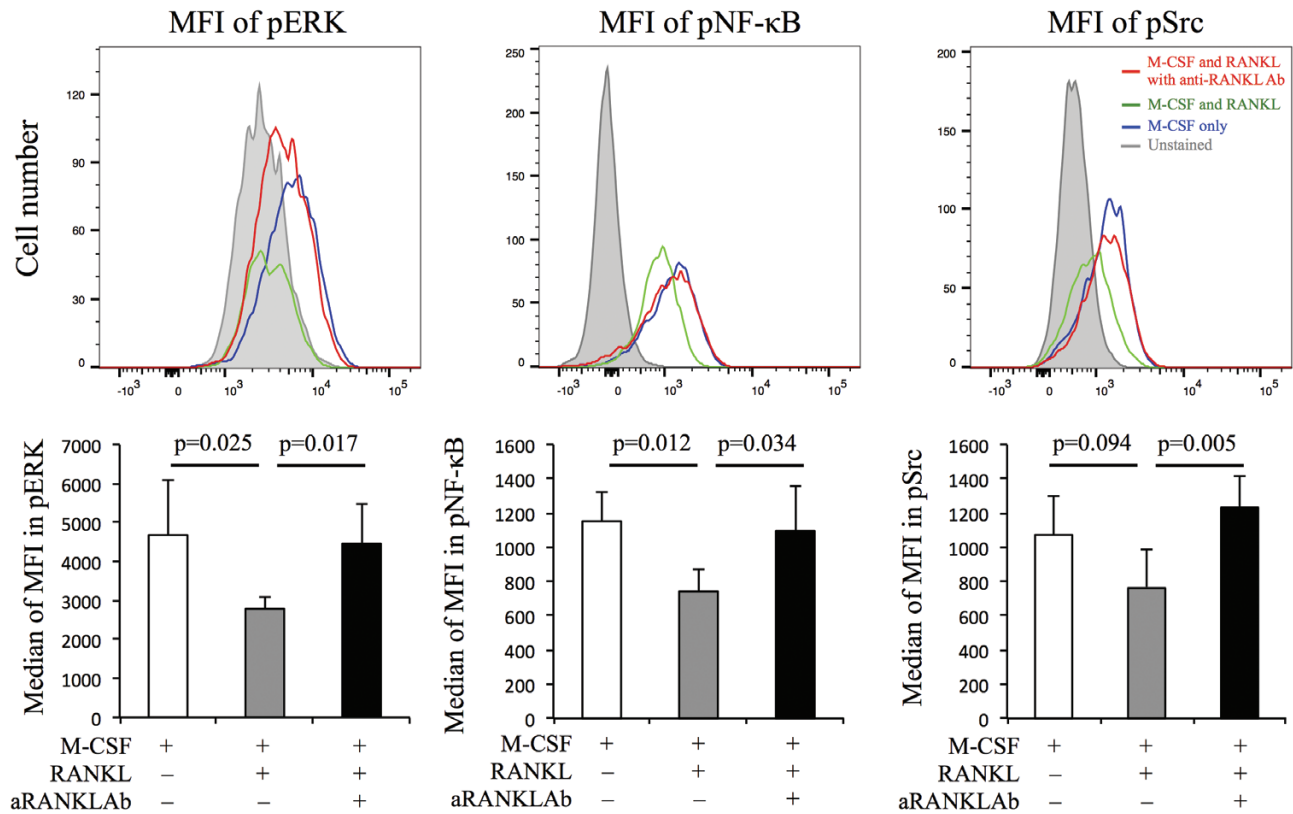 MFI of pERK
MFI of pNF-κB
MFI of pSrc
Cell number
120
90
60
30
0
-10³ 0 10³ 10⁴ 10⁵
250
200
150
100
50
0
-10³ 0 10³ 10⁴ 10⁵
200
150
100
50
0
-10³ 0 10³ 10⁴ 10⁵
M-CSF and RANKL
with anti-RANKL Ab
M-CSF and RANKL
M-CSF only
Unstained
Median of MFI in pERK
7000
6000
5000
4000
3000
2000
1000
0
p=0.025 p=0.017
Median of MFI in pNF-κB
1600
1400
1200
1000
800
600
400
200
0
p=0.012 p=0.034
Median of MFI in pSrc
1600
1400
1200
1000
800
600
400
200
0
p=0.094 p=0.005
M-CSF + + +
RANKL – + +
aRANKLAb – – +
M-CSF + + +
RANKL – + +
aRANKLAb – – +
M-CSF + + +
RANKL – + +
aRANKLAb – – +